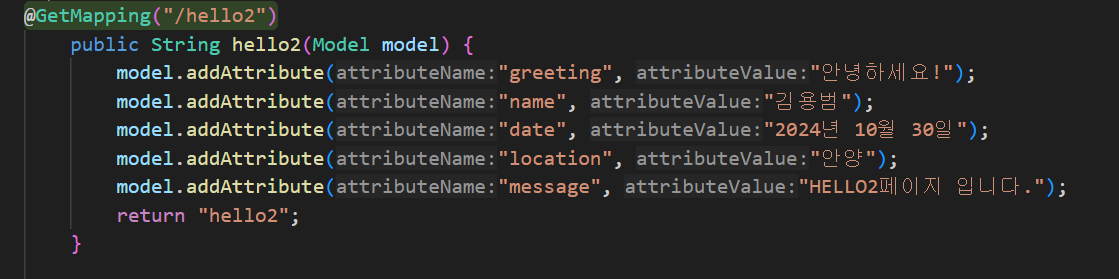 @GetMapping("/hello2")
public String hello2(Model model) {
model.addAttribute(attributeName:"greeting", attributeValue:"안녕하세요!");
model.addAttribute(attributeName:"name", attributeValue:"김용범");
model.addAttribute(attributeName:"date", attributeValue:"2024년 10월 30일");
model.addAttribute(attributeName:"location", attributeValue:"안양");
model.addAttribute(attributeName:"message", attributeValue:"HELLO2페이지 입니다.");
return "hello2";
}